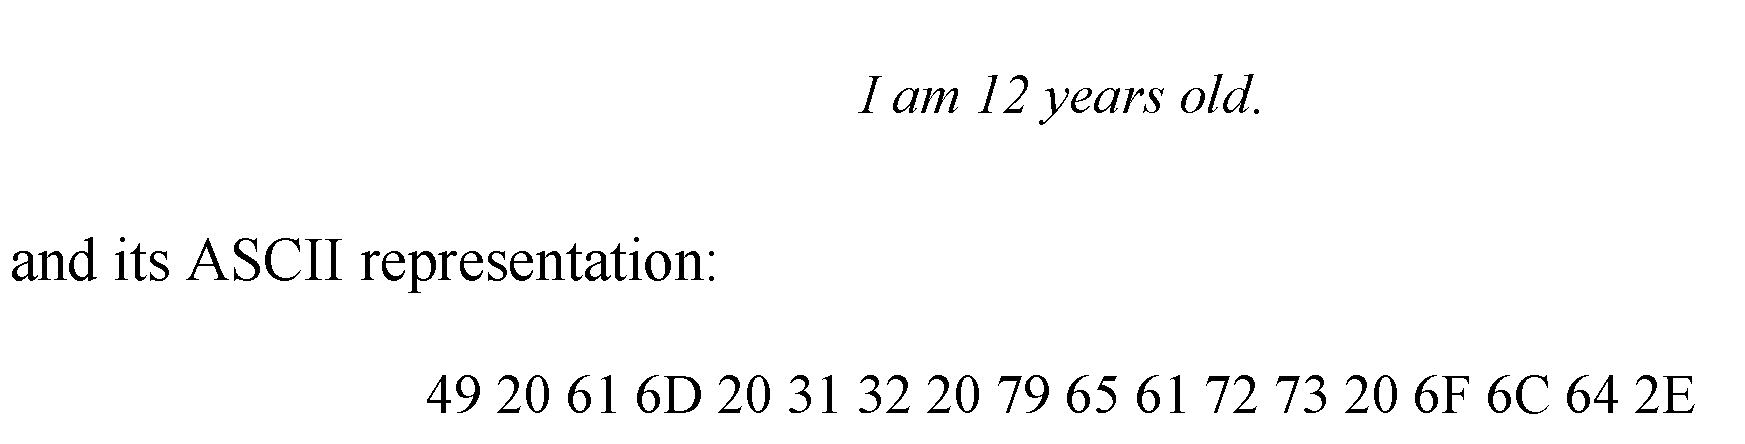 I am 12 years old.
and its ASCII representation:
49 20 61 6D 20 31 32 20 79 65 61 72 73 20 6F 6C 64 2E